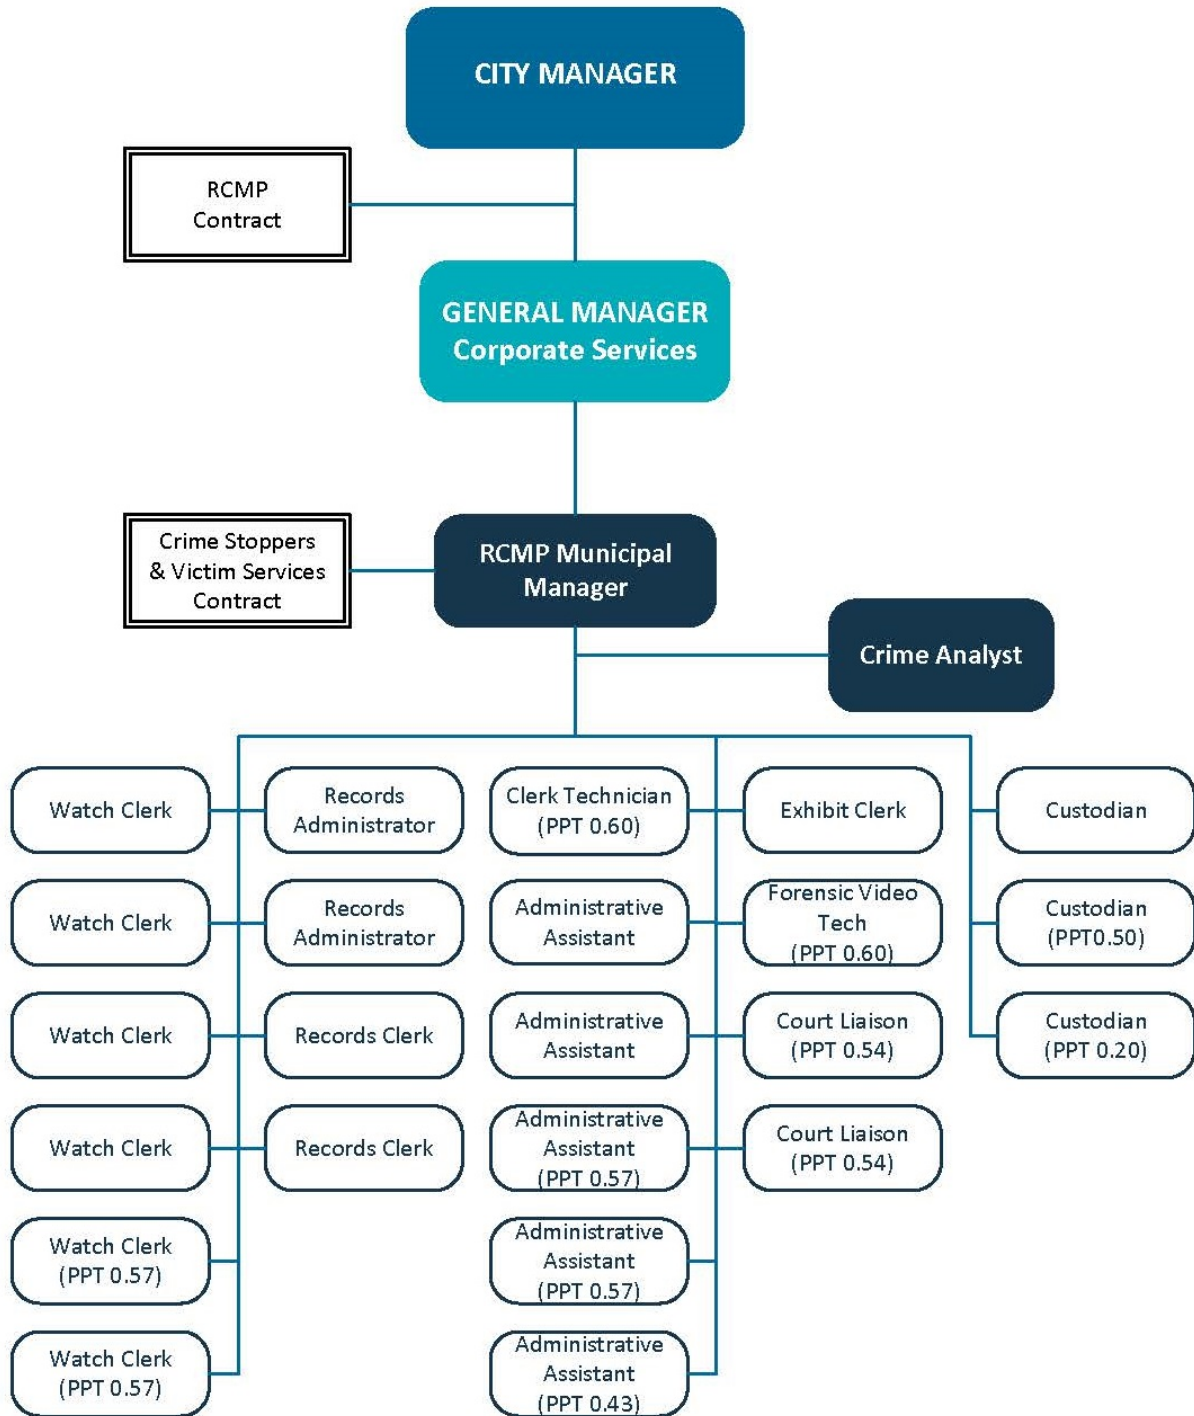 CITY MANAGER
RCMP
Contract
GENERAL MANAGER
Corporate Services
Crime Stoppers
& Victim Services
Contract
RCMP Municipal
Manager
Crime Analyst
Watch Clerk
Records
Administrator
Clerk Technician
(PPT 0.60)
Exhibit Clerk
Custodian
Watch Clerk
Records
Administrator
Administrative
Assistant
Forensic Video
Tech
(PPT 0.60)
Custodian
(PPT0.50)
Watch Clerk
Records Clerk
Administrative
Assistant
Court Liaison
(PPT 0.54)
Custodian
(PPT 0.20)
Watch Clerk
Records Clerk
Administrative
Assistant
(PPT 0.57)
Court Liaison
(PPT 0.54)
Watch Clerk
(PPT 0.57)
Administrative
Assistant
(PPT 0.57)
Watch Clerk
(PPT 0.57)
Administrative
Assistant
(PPT 0.43)